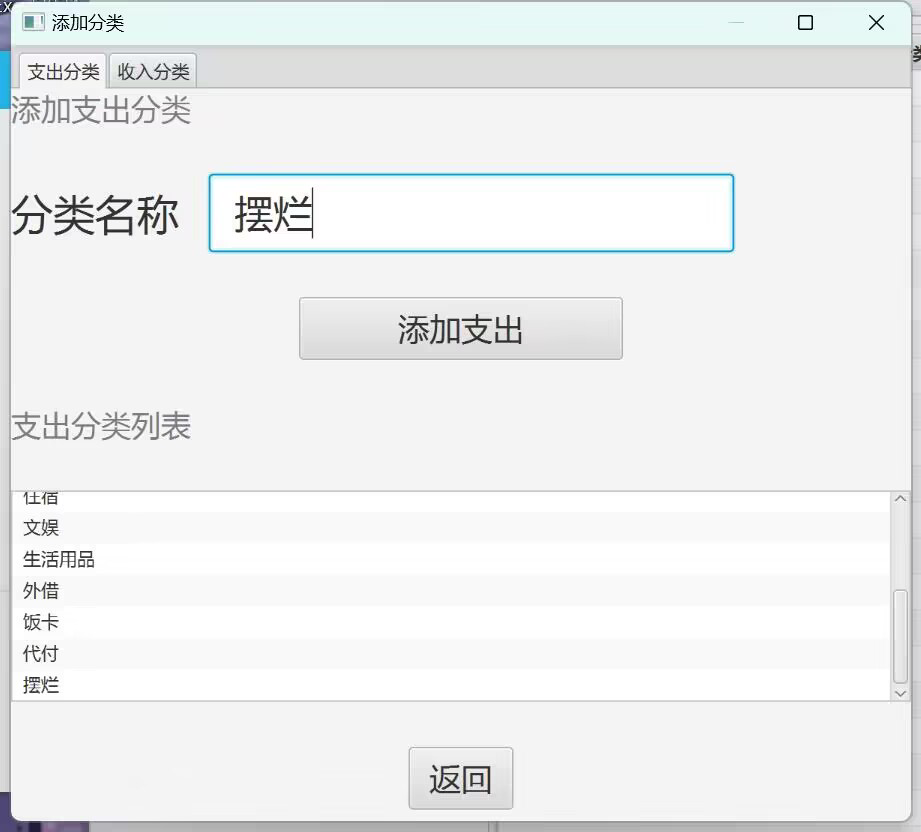 添加分类
支出分类 收入分类
添加支出分类
分类名称 摆烂
添加支出
支出分类列表
住宿
文娱
生活用品
外借
饭卡
代付
摆烂
返回